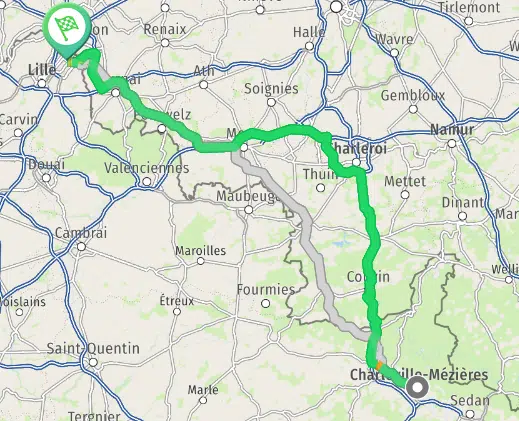 Renaix
Tirlemont
Halle
Wavre
Lille
Ath
Soignies
Gembloux
Carvin
Namur
Charleroi
Douai
Valenciennes
Thuin
Mettet
Maubeuge
Dinant
Cambrai
Maroilles
Couvin
Fourmies
Étreux
Saint-Quentin
Charleville-Mézières
Marle
Sedan
Tergnier